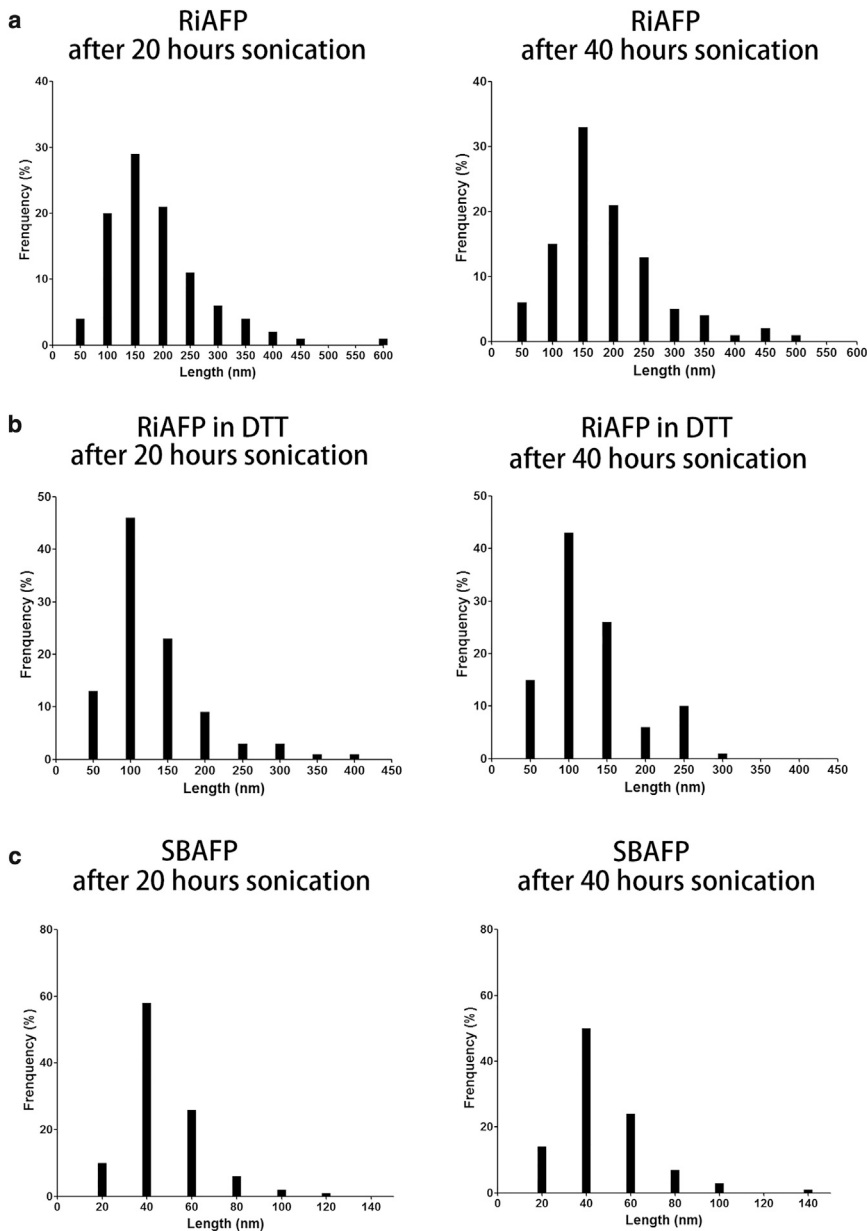 a
RiAFP
after 20 hours sonication
40
30
20
10
0
Frenquency (%)
0 50 100 150 200 250 300 350 400 450 500 550 600
Length (nm)
RiAFP
after 40 hours sonication
40
30
20
10
0
Frenquency (%)
0 50 100 150 200 250 300 350 400 450 500 550 600
Length (nm)
b
RiAFP in DTT
after 20 hours sonication
50
40
30
20
10
0
Frenquency (%)
0 50 100 150 200 250 300 350 400 450
Length (nm)
RiAFP in DTT
after 40 hours sonication
50
40
30
20
10
0
Frenquency (%)
0 50 100 150 200 250 300 350 400 450
Length (nm)
c
SBAFP
after 20 hours sonication
80
60
40
20
0
Frenquency (%)
0 20 40 60 80 100 120 140
Length (nm)
SBAFP
after 40 hours sonication
80
60
40
20
0
Frenquency (%)
0 20 40 60 80 100 120 140
Length (nm)